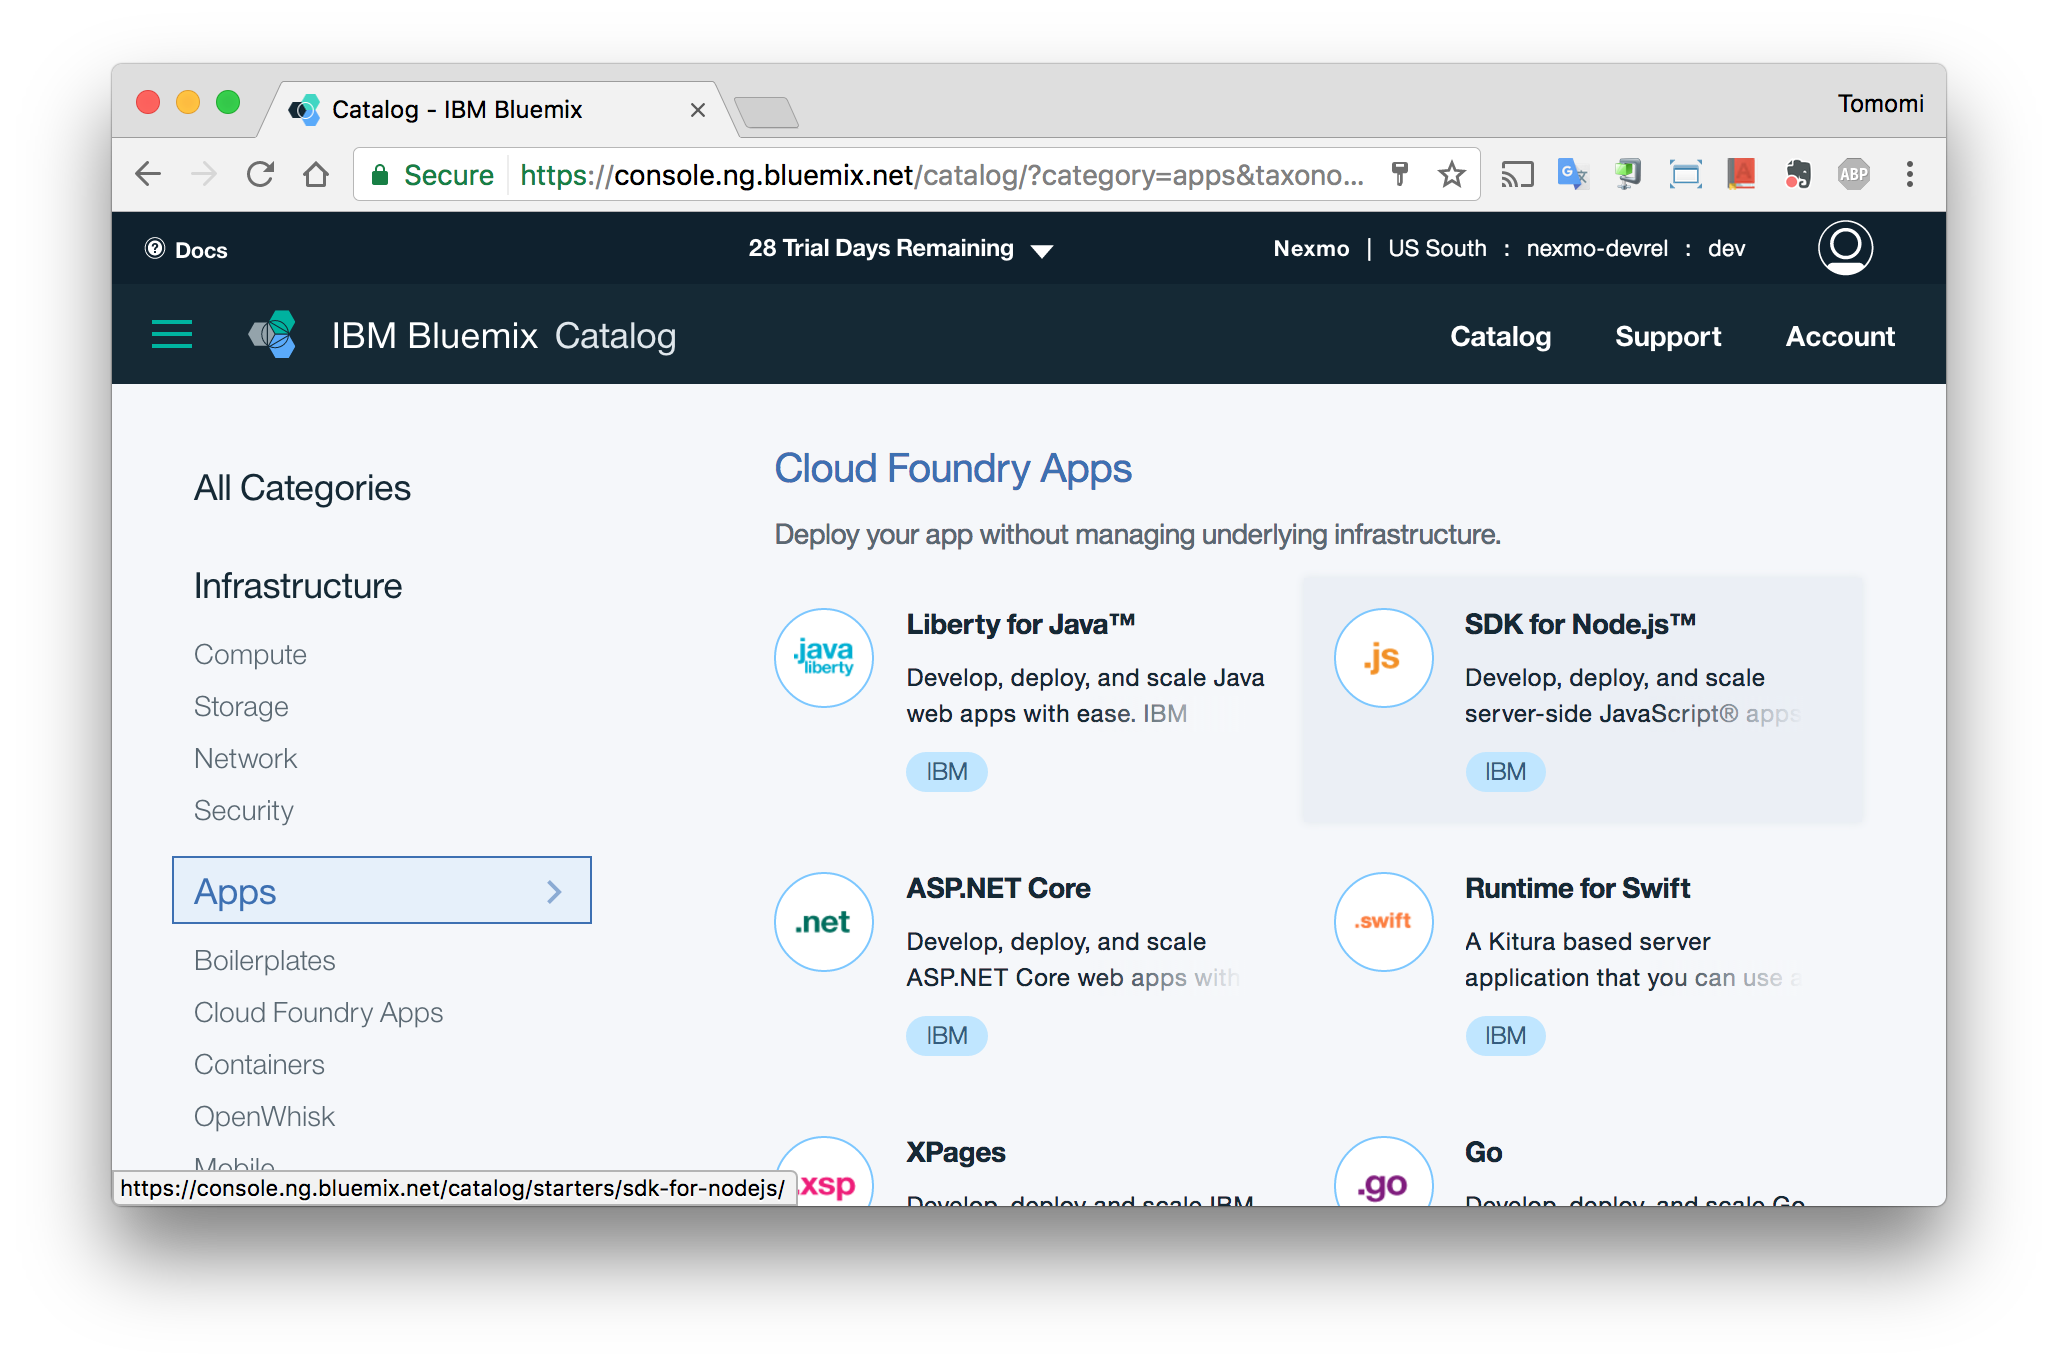 Catalog - IBM Bluemix
Tomomi
Secure https://console.ng.bluemix.net/catalog/?category=apps&taxono...
ABP
Docs
28 Trial Days Remaining
Nexmo | US South : nexmo-devrel : dev
IBM Bluemix Catalog
Catalog Support Account
All Categories
Infrastructure
Compute
Storage
Network
Security
Apps
Boilerplates
Cloud Foundry Apps
Containers
OpenWhisk
Mobile
https://console.ng.bluemix.net/catalog/starters/sdk-for-nodejs/
Cloud Foundry Apps
Deploy your app without managing underlying infrastructure.
.java
liberty
Liberty for Java™
Develop, deploy, and scale Java
web apps with ease. IBM
IBM
.js
SDK for Node.js™
Develop, deploy, and scale
server-side JavaScript® apps
IBM
.net
ASP.NET Core
Develop, deploy, and scale
ASP.NET Core web apps with
IBM
.swift
Runtime for Swift
A Kitura based server
application that you can use a
IBM
.xsp
XPages
Develop, deploy, and scale IBM
.go
Go
Develop, deploy, and scale Go